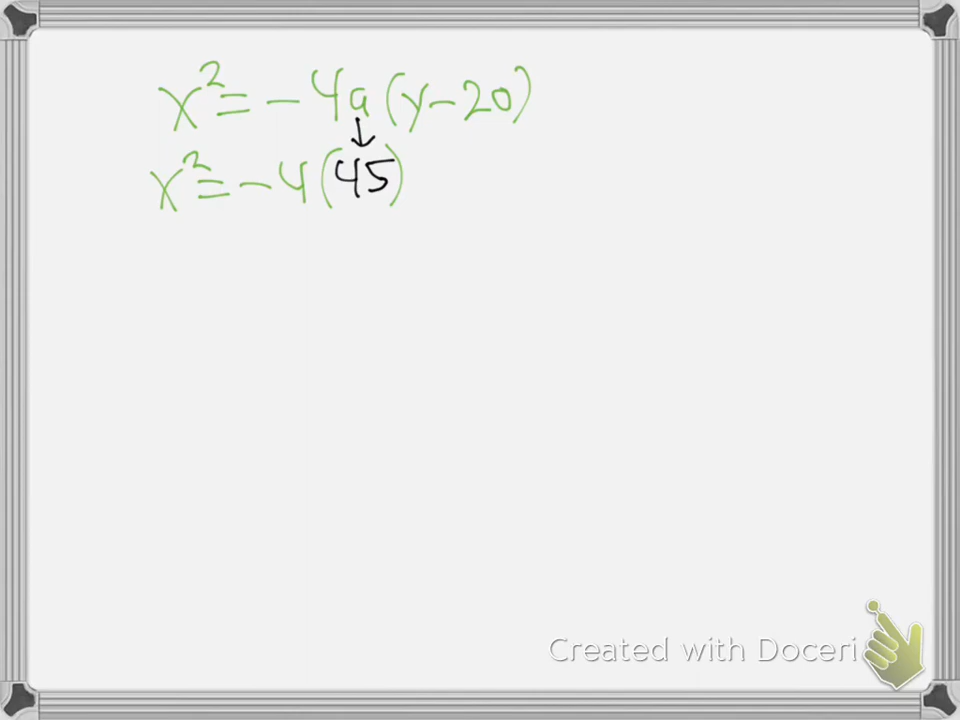 x² = - 4a (y - 20)
x² = - 4 (45)
Created with Doceri